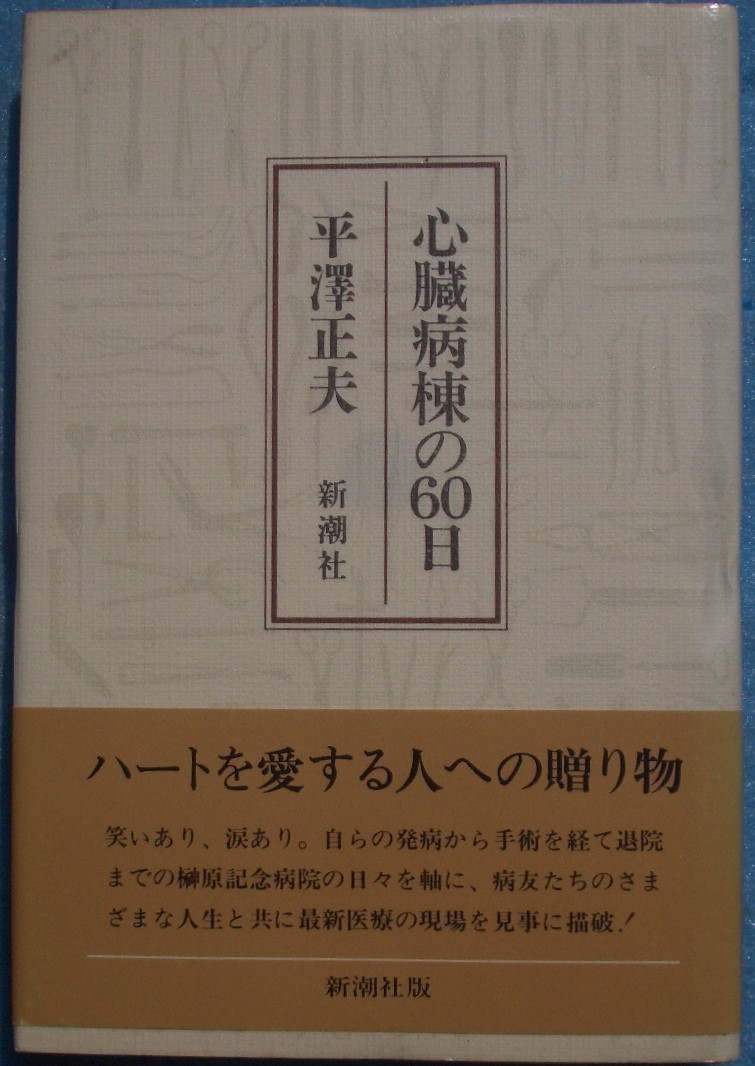 心臓病棟の60日
平澤正夫 新潮社
ハートを愛する人への贈り物
笑いあり、涙あり。自らの発病から手術を経て退院
までの榊原記念病院の日々を軸に、病友たちのさま
ざまな人生と共に最新医療の現場を見事に描破！
新潮社版